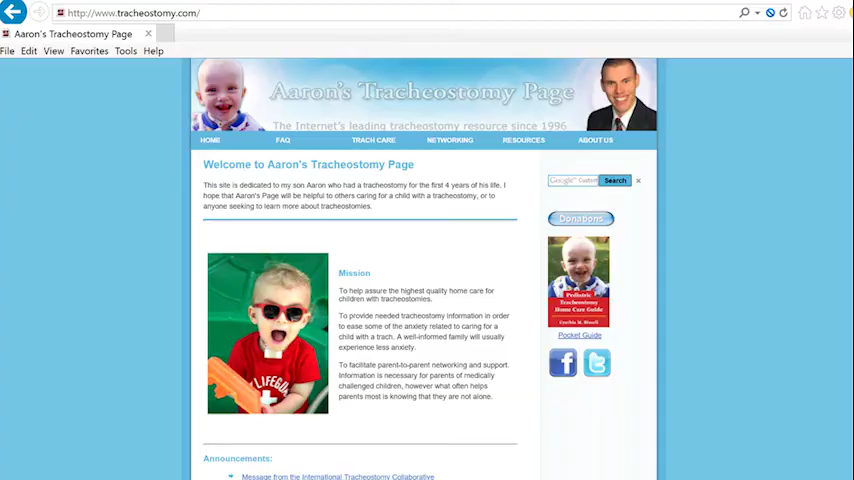 http://www.tracheostomy.com/
Aaron's Tracheostomy Page
File Edit View Favorites Tools Help
Aaron's Tracheostomy Page
The Internet's leading tracheostomy resource since 1996
HOME FAQ TRACH CARE NETWORKING RESOURCES ABOUT US
Welcome to Aaron's Tracheostomy Page
This site is dedicated to my son Aaron who had a tracheostomy for the first 4 years of his life. I
hope that Aaron's Page will be helpful to others caring for a child with a tracheostomy, or to
anyone seeking to learn more about tracheostomies.
Google Custom Search
Donations
Mission
To help assure the highest quality home care for
children with tracheostomies.
To provide needed tracheostomy information in order
to ease some of the anxiety related to caring for a
child with a trach. A well-informed family will usually
experience less anxiety.
To facilitate parent-to-parent networking and support.
Information is necessary for parents of medically
challenged children, however what often helps
parents most is knowing that they are not alone.
LIFEGU
Pediatric
Tracheostomy
Home Care Guide
Pocket Guide
Announcements:
Message from the International Tracheostomy Collaborative